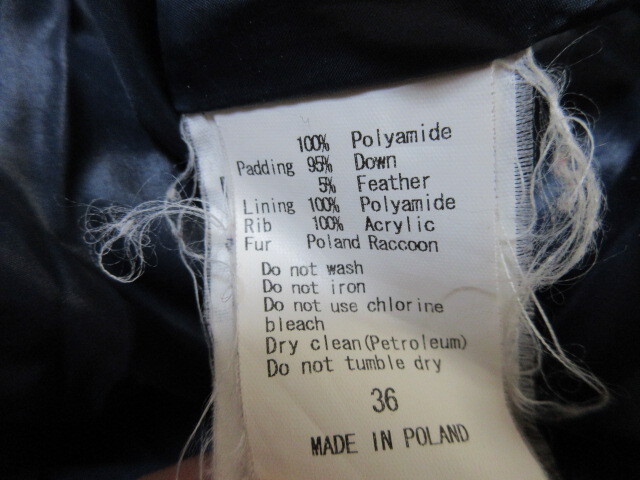 100% Polyamide
Padding 95% Down
5% Feather
Lining 100% Polyamide
Rib 100% Acrylic
Fur Poland Raccoon
Do not wash
Do not iron
Do not use chlorine
bleach
Dry clean(Petroleum)
Do not tumble dry
36
MADE IN POLAND